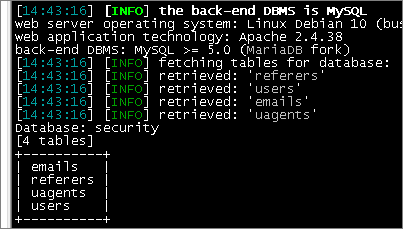 [14:43:16] [INFO] the back-end DBMS is MySQL
web server operating system: Linux Debian 10 (bus
web application technology: Apache 2.4.38
back-end DBMS: MySQL >= 5.0 (MariaDB fork)
[14:43:16] [INFO] fetching tables for database:
[14:43:16] [INFO] retrieved: 'referers'
[14:43:16] [INFO] retrieved: 'users'
[14:43:16] [INFO] retrieved: 'emails'
[14:43:16] [INFO] retrieved: 'uagents'
Database: security
[4 tables]
+----------+
| emails   |
| referers |
| uagents  |
| users    |
+----------+